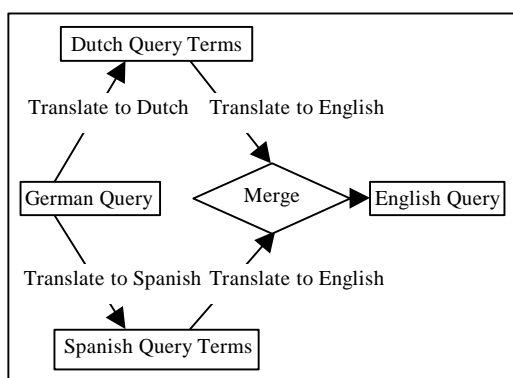 Dutch Query Terms
Translate to Dutch Translate to English
German Query Merge English Query
Translate to Spanish Translate to English
Spanish Query Terms